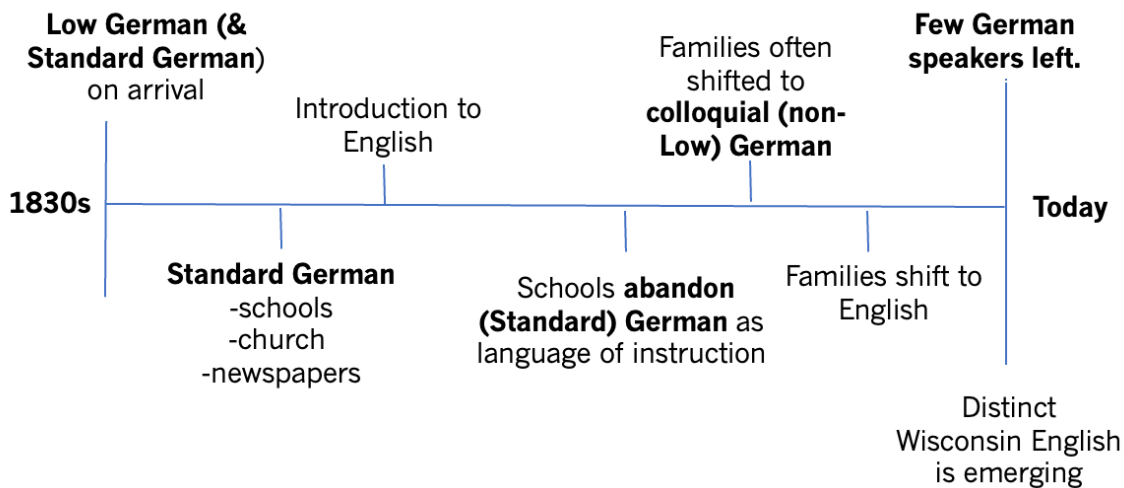 Low German (&
Standard German)
on arrival
Introduction to
English
Families often
shifted to
colloquial (non-
Low) German
Few German
speakers left.
1830s
Today
Standard German
-schools
-church
-newspapers
Schools abandon
(Standard) German as
language of instruction
Families shift to
English
Distinct
Wisconsin English
is emerging